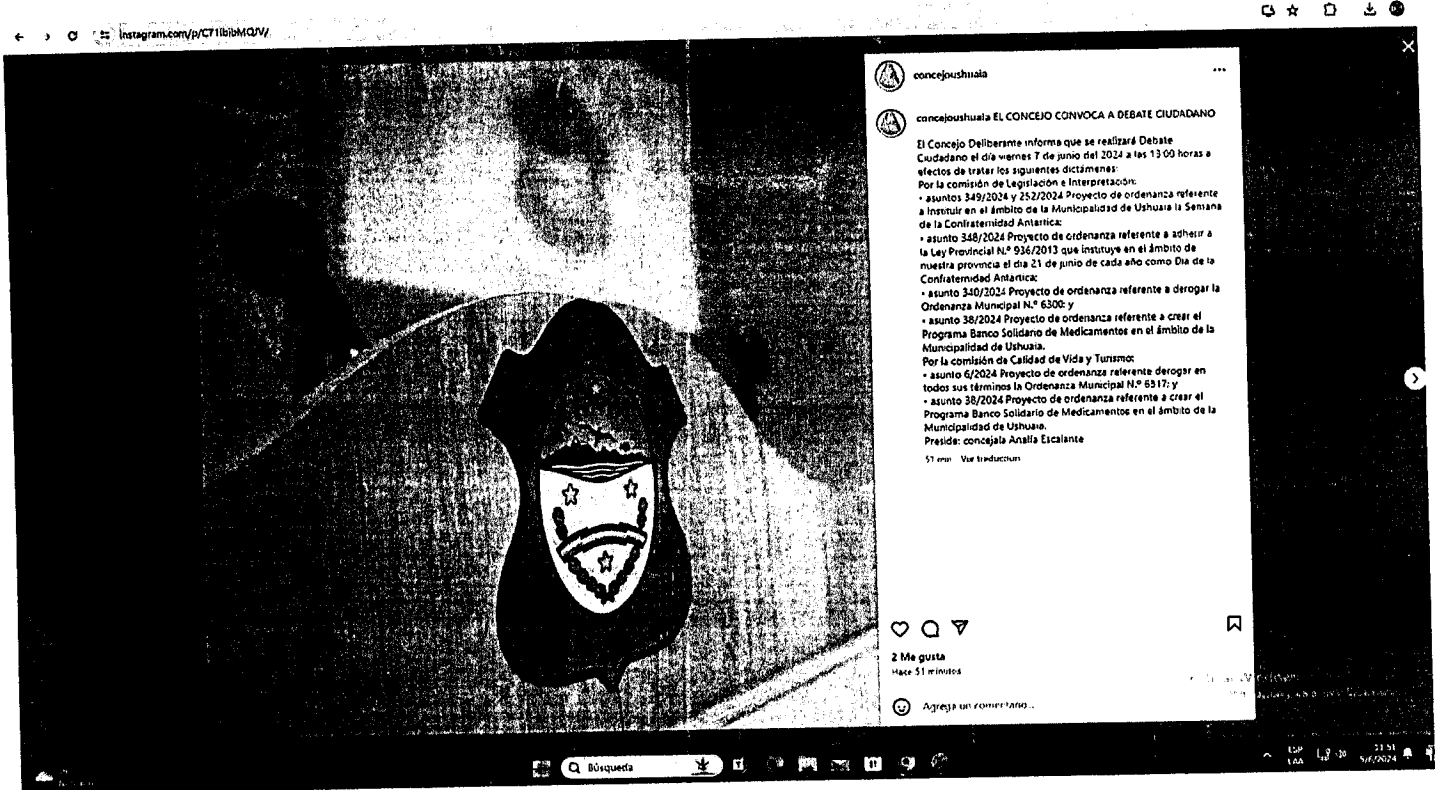 instagram.com/p/C71lbibMQJV/
concejoushuaia
concejoushuaia EL CONCEJO CONVOCA A DEBATE CIUDADANO
El Concejo Deliberante informa que se realizará Debate
Ciudadano el día viernes 7 de junio del 2024 a las 13:00 horas a
efectos de tratar los siguientes dictámenes:
Por la comisión de Legislación e Interpretación:
• asuntos 349/2024 y 252/2024 Proyecto de ordenanza referente
a Instituir en el ámbito de la Municipalidad de Ushuaia la Semana
de la Confraternidad Antártica;
• asunto 348/2024 Proyecto de ordenanza referente a adherir a
la Ley Provincial N.º 936/2013 que instituye en el ámbito de
nuestra provincia el día 21 de junio de cada año como Día de la
Confraternidad Antártica;
• asunto 340/2024 Proyecto de ordenanza referente a derogar la
Ordenanza Municipal N.º 6300; y
• asunto 38/2024 Proyecto de ordenanza referente a crear el
Programa Banco Solidario de Medicamentos en el ámbito de la
Municipalidad de Ushuaia.
Por la comisión de Calidad de Vida y Turismo:
• asunto 6/2024 Proyecto de ordenanza referente derogar en
todos sus términos la Ordenanza Municipal N.º 6317; y
• asunto 38/2024 Proyecto de ordenanza referente a crear el
Programa Banco Solidario de Medicamentos en el ámbito de la
Municipalidad de Ushuaia.
Preside: concejala Analía Escalante
51 min Ver traducción
2 Me gusta
Hace 51 minutos
Agrega un comentario...
Búsqueda
ESP
LAA
11:51
5/6/2024